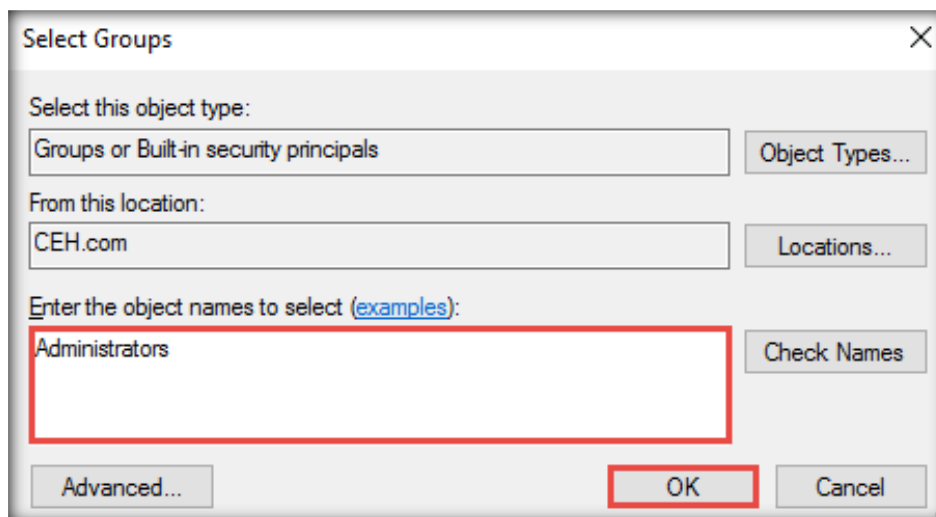 Select Groups
Select this object type:
Groups or Built-in security principals
Object Types...
From this location:
CEH.com
Locations...
Enter the object names to select (examples):
Administrators
Check Names
Advanced...
OK
Cancel